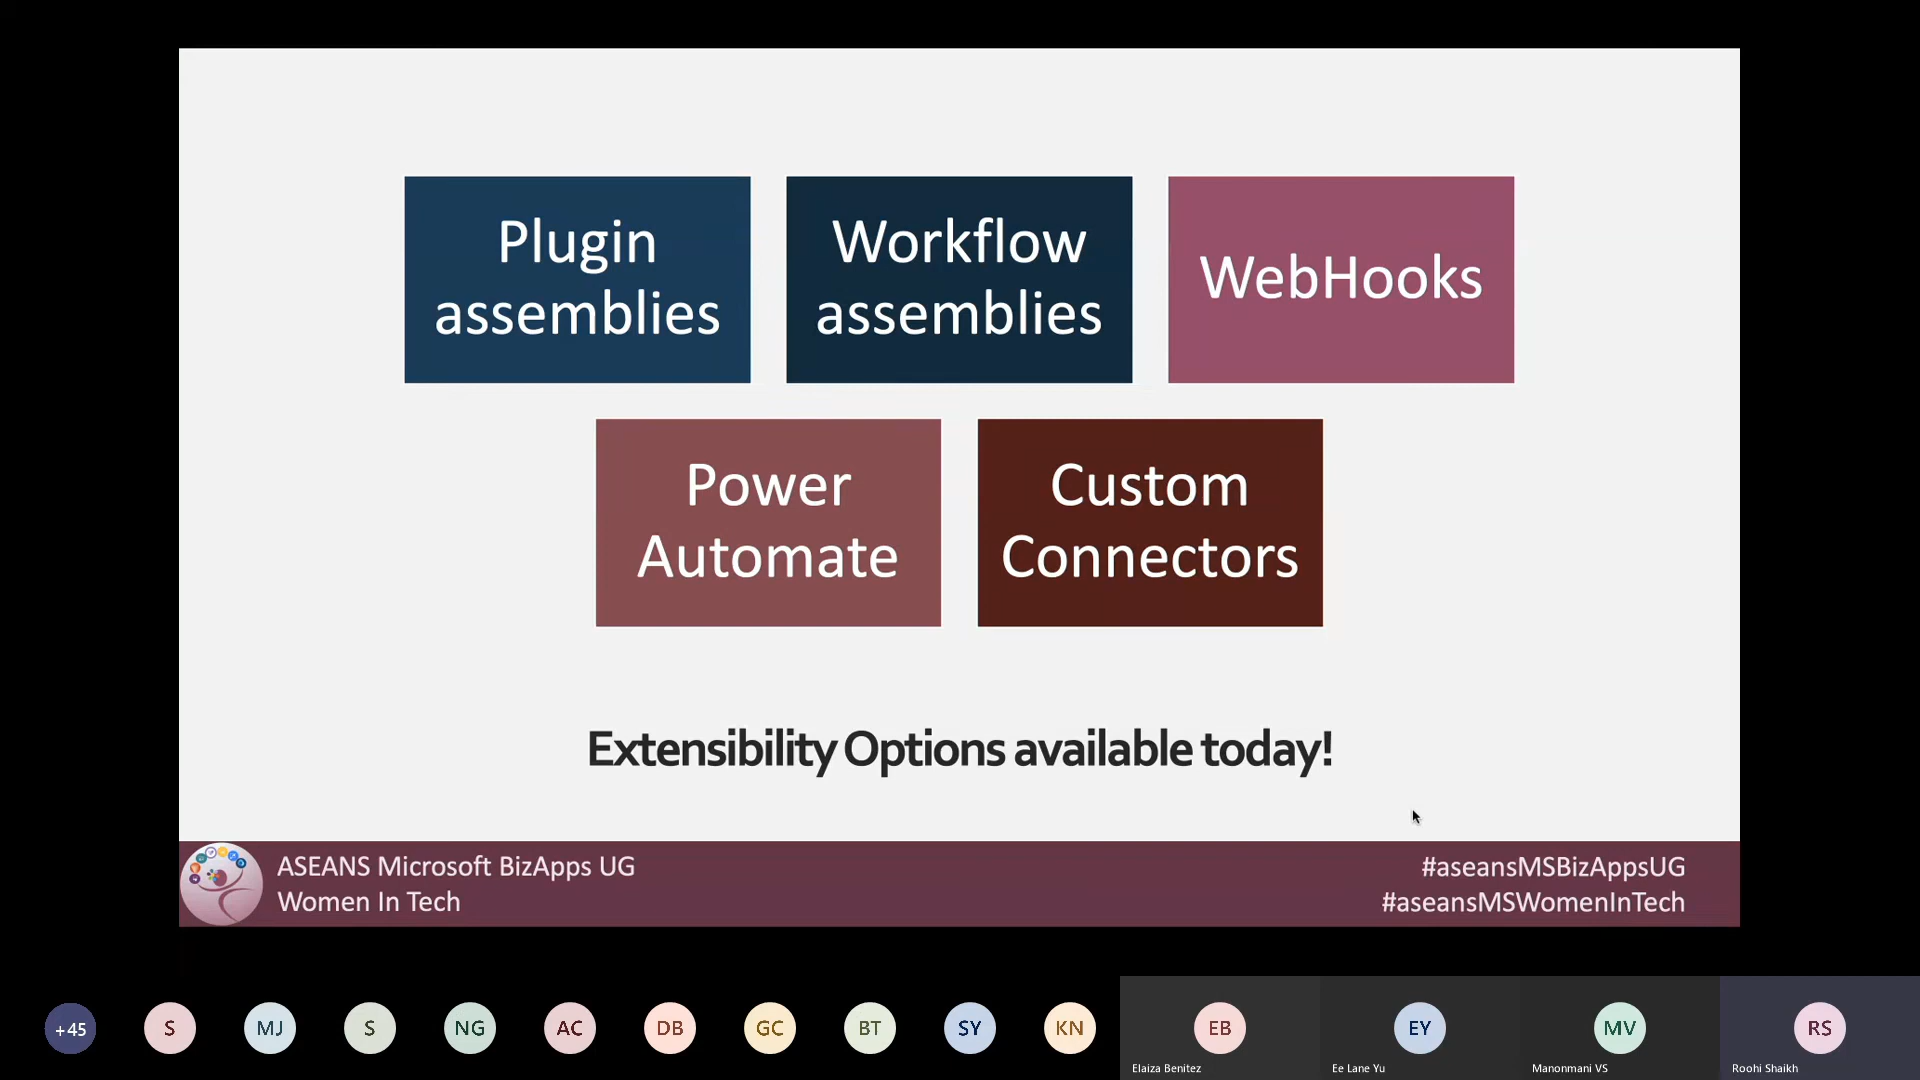 Plugin
assemblies
Workflow
assemblies
WebHooks
Power
Automate
Custom
Connectors
Extensibility Options available today!
ASEANS Microsoft BizApps UG
Women In Tech
#aseansMSBizAppsUG
#aseansMSWomenInTech
+45
S
MJ
S
NG
AC
DB
GC
BT
SY
KN
EB
Elaiza Benitez
EY
Ee Lane Yu
MV
Manonmani VS
RS
Roohi Shaikh